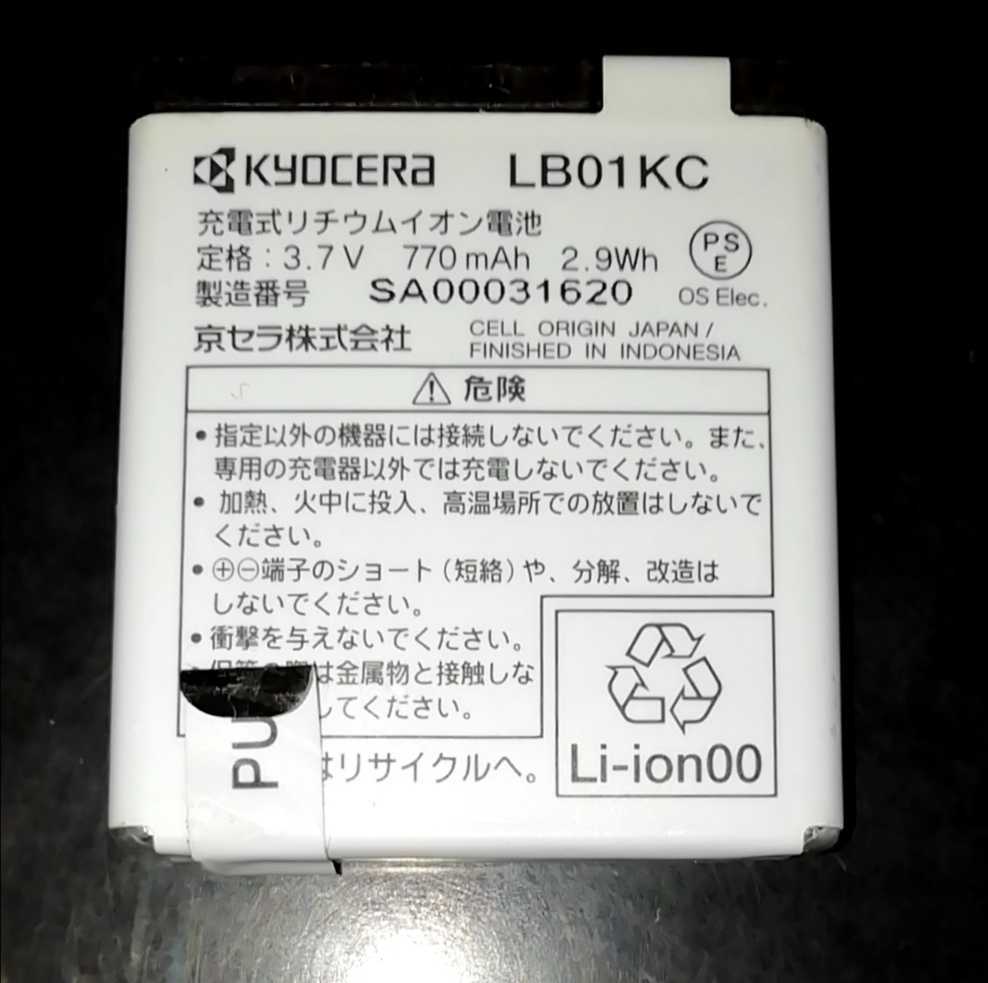 KYOCERA LB01KC
充電式リチウムイオン電池
定格：3.7V 770mAh 2.9Wh
PS
E
製造番号 SA00031620 OS Elec.
京セラ株式会社
CELL ORIGIN JAPAN /
FINISHED IN INDONESIA
危険
•指定以外の機器には接続しないでください。また、
専用の充電器以外では充電しないでください。
•加熱、火中に投入、高温場所での放置はしないで
ください。
•⊕⊖端子のショート（短絡）や、分解、改造は
しないでください。
•衝撃を与えないでください。
は金属物と接触しな
してください。
はリサイクルへ。
PU
Li-ion00